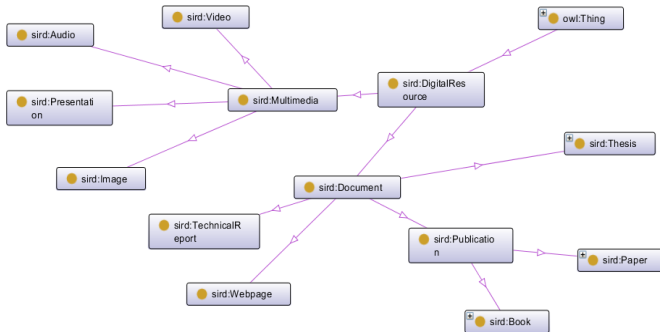 sird:Video
owl:Thing
sird:Audio
sird:DigitalRes
ource
sird:Multimedia
sird:Presentati
on
sird:Thesis
sird:Image
sird:Document
sird:TechnicalR
eport
sird:Publicatio
n
sird:Paper
sird:Webpage
sird:Book